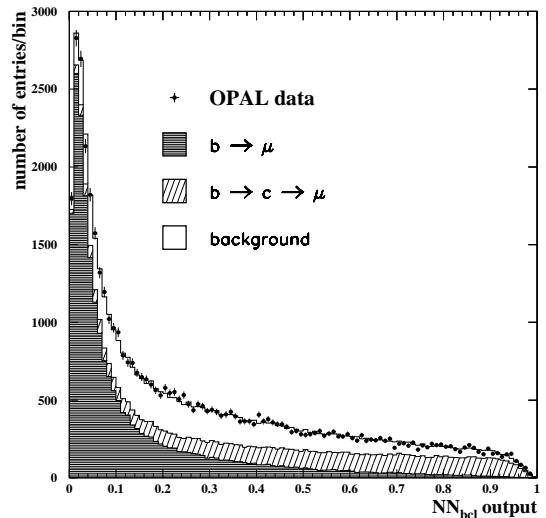 number of entries/bin
3000
2500
2000
1500
1000
500
0
OPAL data
b → μ
b → c → μ
background
0 0.1 0.2 0.3 0.4 0.5 0.6 0.7 0.8 0.9 1
NN_bcl output